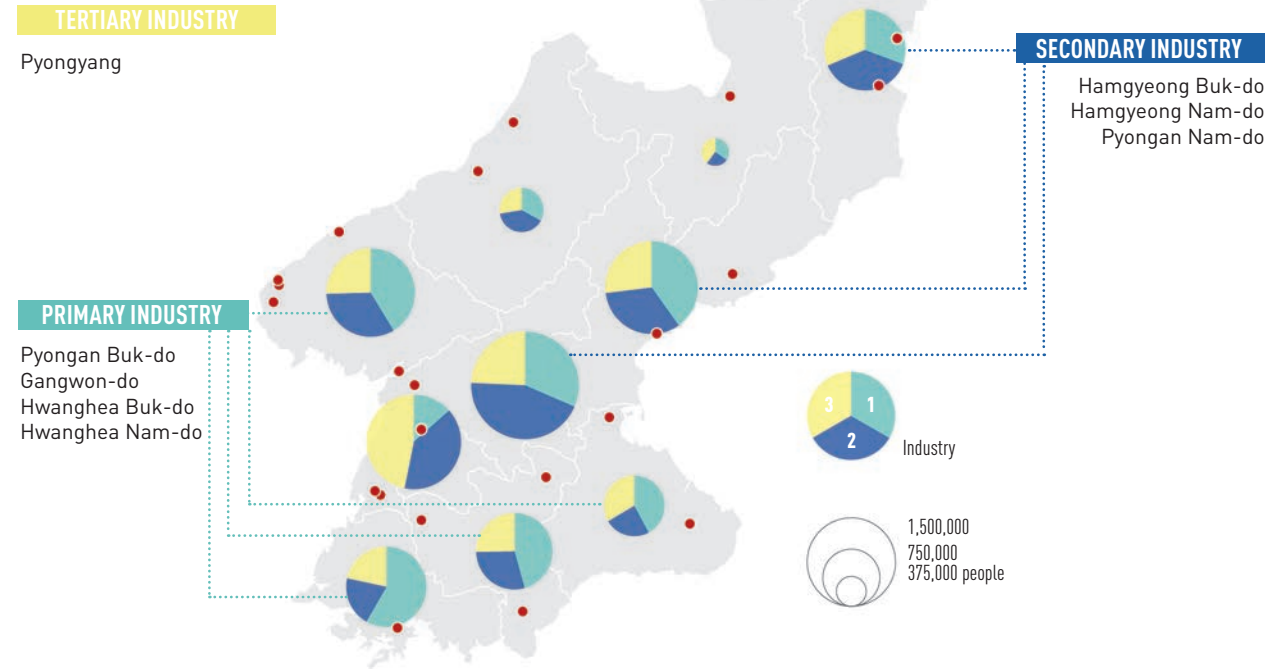 TERTIARY INDUSTRY
Pyongyang
SECONDARY INDUSTRY
Hamgyeong Buk-do
Hamgyeong Nam-do
Pyongan Nam-do
PRIMARY INDUSTRY
Pyongan Buk-do
Gangwon-do
Hwanghea Buk-do
Hwanghea Nam-do
3 1
2
Industry
1,500,000
750,000
375,000 people